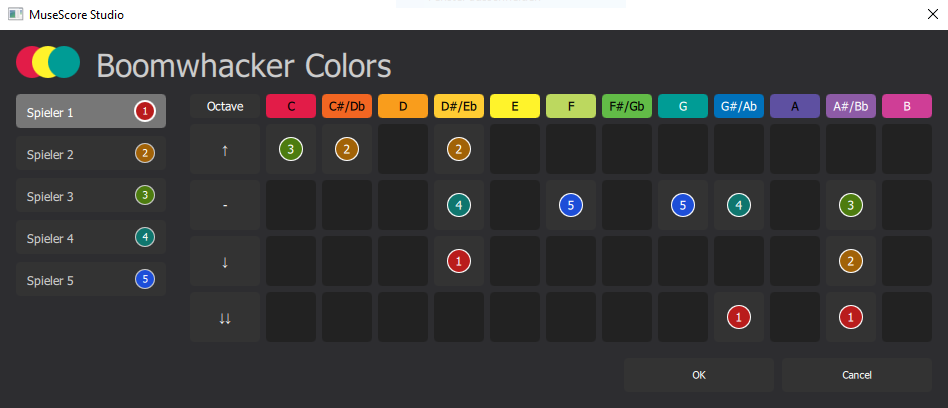 MuseScore Studio
Boomwhacker Colors
Spieler 1 1
Spieler 2 2
Spieler 3 3
Spieler 4 4
Spieler 5 5
Octave C C#/Db D D#/Eb E F F#/Gb G G#/Ab A A#/Bb B
↑ 3 2 2
- 4 5 5 4 3
↓ 1 2
↓↓ 1 1
OK Cancel